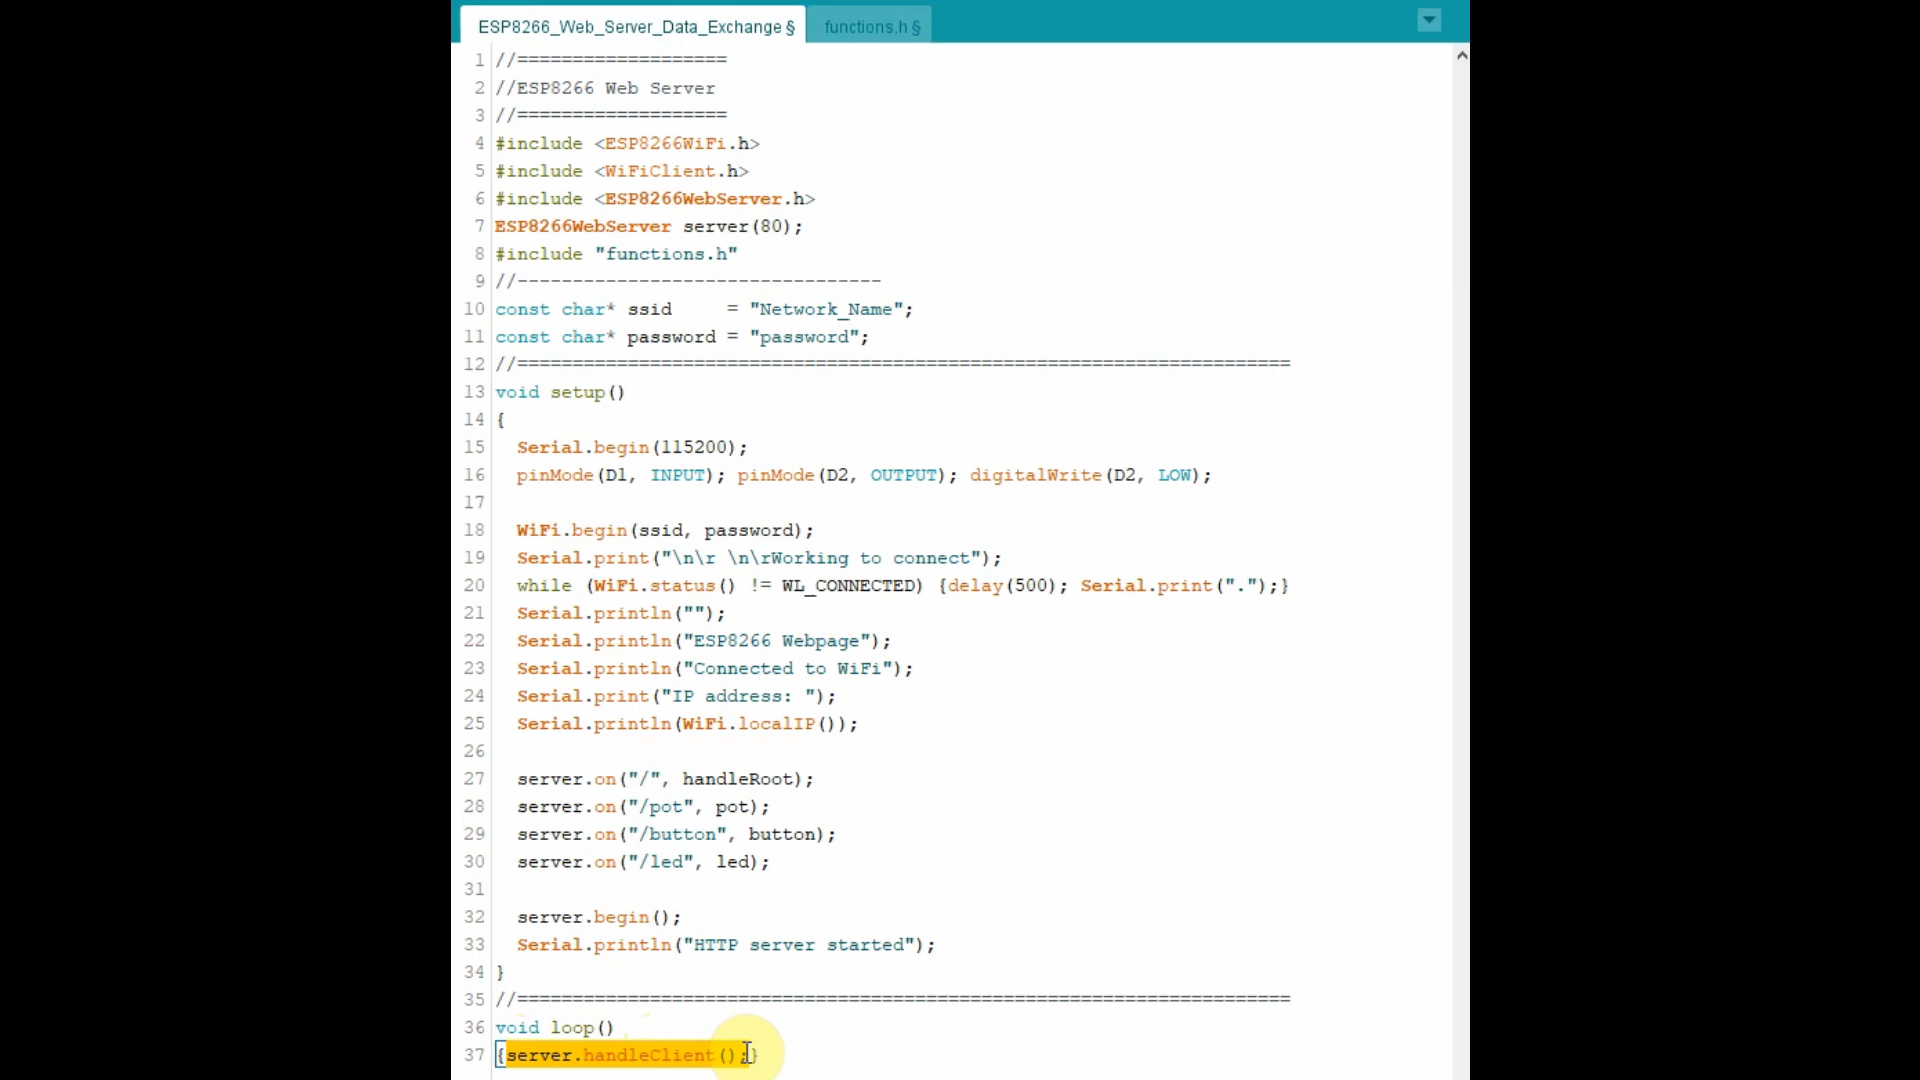 ESP8266_Web_Server_Data_Exchange § functions.h §
1 //===================
2 //ESP8266 Web Server
3 //===================
4 #include <ESP8266WiFi.h>
5 #include <WiFiClient.h>
6 #include <ESP8266WebServer.h>
7 ESP8266WebServer server(80);
8 #include "functions.h"
9 //---------------------------------
10 const char* ssid     = "Network_Name";
11 const char* password = "password";
12 //======================================================================
13 void setup()
14 {
15   Serial.begin(115200);
16   pinMode(D1, INPUT); pinMode(D2, OUTPUT); digitalWrite(D2, LOW);
17
18   WiFi.begin(ssid, password);
19   Serial.print("\n\r \n\rWorking to connect");
20   while (WiFi.status() != WL_CONNECTED) {delay(500); Serial.print(".");}
21   Serial.println("");
22   Serial.println("ESP8266 Webpage");
23   Serial.println("Connected to WiFi");
24   Serial.print("IP address: ");
25   Serial.println(WiFi.localIP());
26
27   server.on("/", handleRoot);
28   server.on("/pot", pot);
29   server.on("/button", button);
30   server.on("/led", led);
31
32   server.begin();
33   Serial.println("HTTP server started");
34 }
35 //======================================================================
36 void loop()
37 {server.handleClient();}